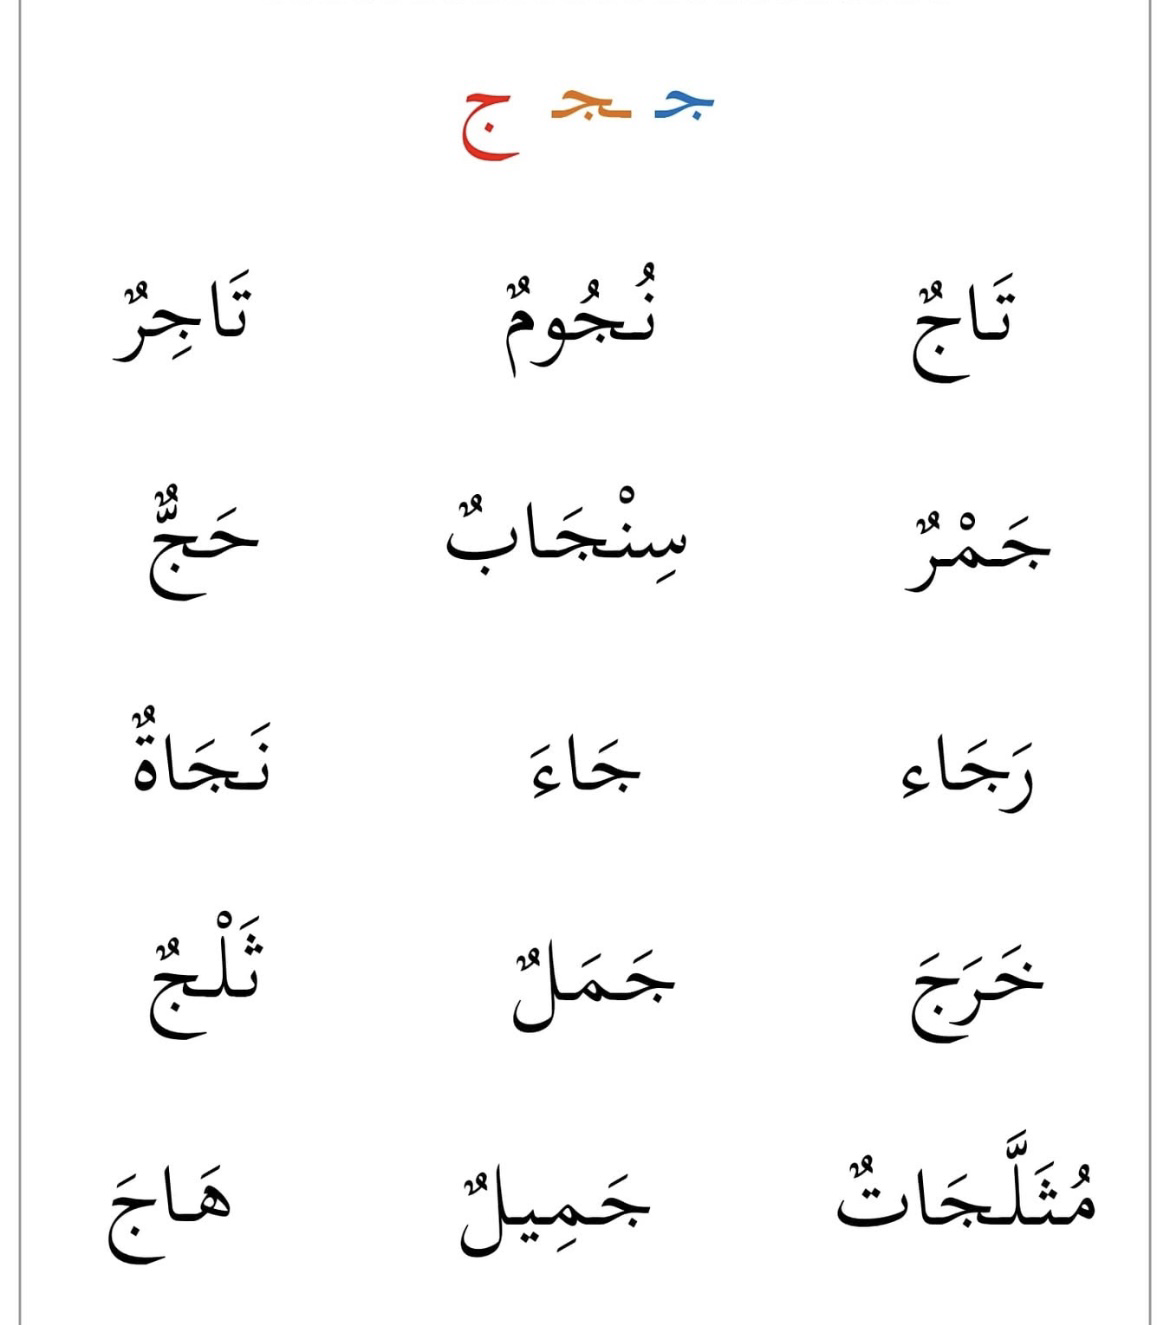 جـ ـجـ ج
تَاجٌ نُجُومٌ تَاجِرٌ
جَمْرٌ سِنْجَابٌ حَجٌّ
رَجَاء جَاءَ نَجَاةٌ
خَرَجَ جَمَلٌ ثَلْجٌ
مُثَلَّجَاتٌ جَمِيلٌ هَاجَ